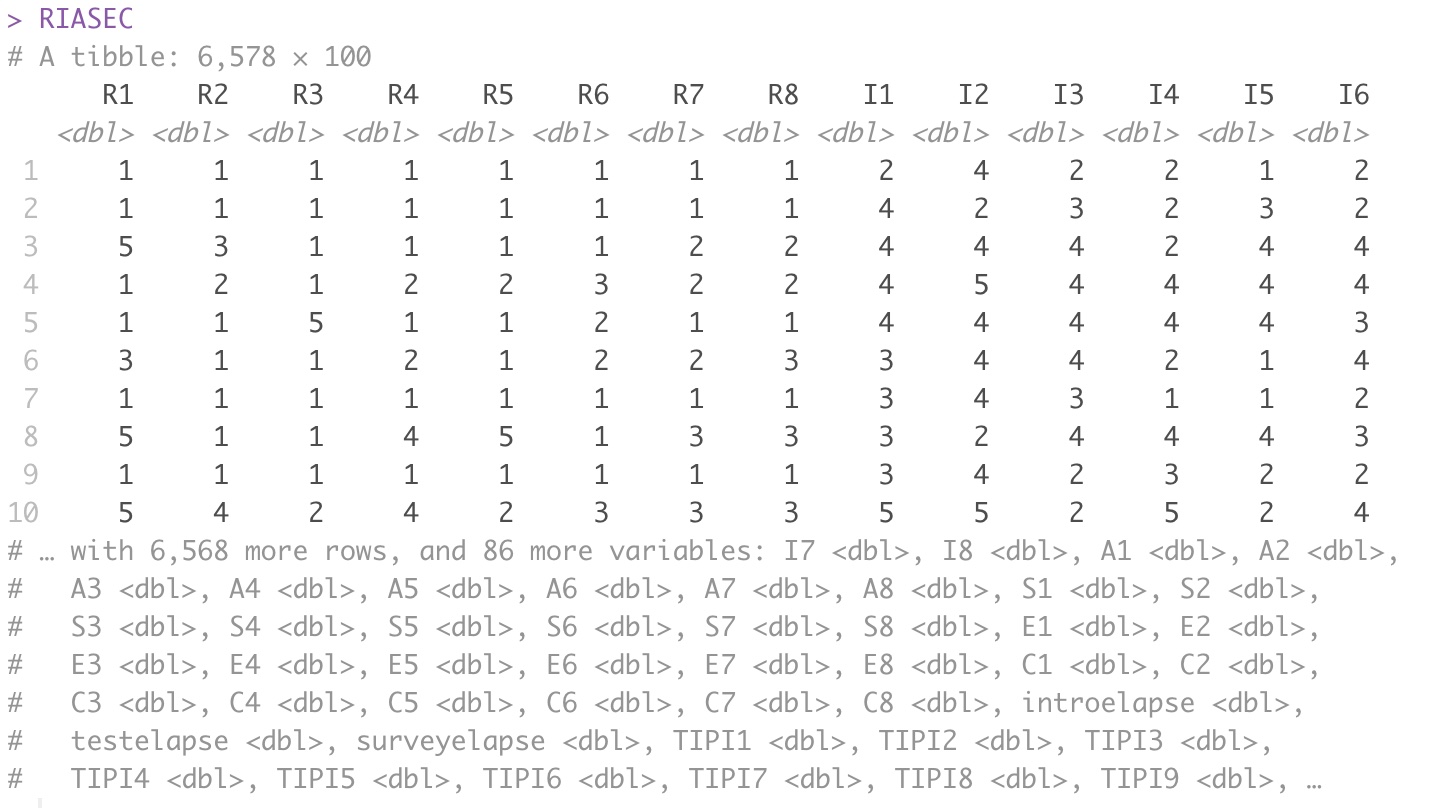 > RIASEC
# A tibble: 6,578 × 100
R1 R2 R3 R4 R5 R6 R7 R8 I1 I2 I3 I4 I5 I6
<dbl> <dbl> <dbl> <dbl> <dbl> <dbl> <dbl> <dbl> <dbl> <dbl> <dbl> <dbl> <dbl> <dbl>
1 1 1 1 1 1 1 1 1 2 4 2 2 1 2
2 1 1 1 1 1 1 1 1 4 2 3 2 3 2
3 5 3 1 1 1 1 2 2 4 4 4 2 4 4
4 1 2 1 2 2 3 2 2 4 5 4 4 4 4
5 1 1 5 1 1 2 1 1 4 4 4 4 4 3
6 3 1 1 2 1 2 2 3 3 4 4 2 1 4
7 1 1 1 1 1 1 1 1 3 4 3 1 1 2
8 5 1 1 4 5 1 3 3 3 2 4 4 4 3
9 1 1 1 1 1 1 1 1 3 4 2 3 2 2
10 5 4 2 4 2 3 3 3 5 5 2 5 2 4
# … with 6,568 more rows, and 86 more variables: I7 <dbl>, I8 <dbl>, A1 <dbl>, A2 <dbl>,
# A3 <dbl>, A4 <dbl>, A5 <dbl>, A6 <dbl>, A7 <dbl>, A8 <dbl>, S1 <dbl>, S2 <dbl>,
# S3 <dbl>, S4 <dbl>, S5 <dbl>, S6 <dbl>, S7 <dbl>, S8 <dbl>, E1 <dbl>, E2 <dbl>,
# E3 <dbl>, E4 <dbl>, E5 <dbl>, E6 <dbl>, E7 <dbl>, E8 <dbl>, C1 <dbl>, C2 <dbl>,
# C3 <dbl>, C4 <dbl>, C5 <dbl>, C6 <dbl>, C7 <dbl>, C8 <dbl>, introelapse <dbl>,
# testelapse <dbl>, surveyelapse <dbl>, TIPI1 <dbl>, TIPI2 <dbl>, TIPI3 <dbl>,
# TIPI4 <dbl>, TIPI5 <dbl>, TIPI6 <dbl>, TIPI7 <dbl>, TIPI8 <dbl>, TIPI9 <dbl>, …